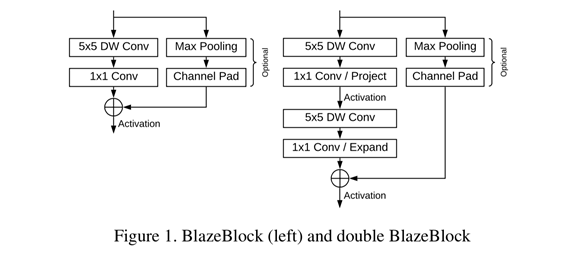 5x5 DW Conv
Max Pooling
1x1 Conv
Channel Pad
Optional
Activation
5x5 DW Conv
Max Pooling
1x1 Conv / Project
Channel Pad
Optional
Activation
5x5 DW Conv
1x1 Conv / Expand
Activation
Figure 1. BlazeBlock (left) and double BlazeBlock